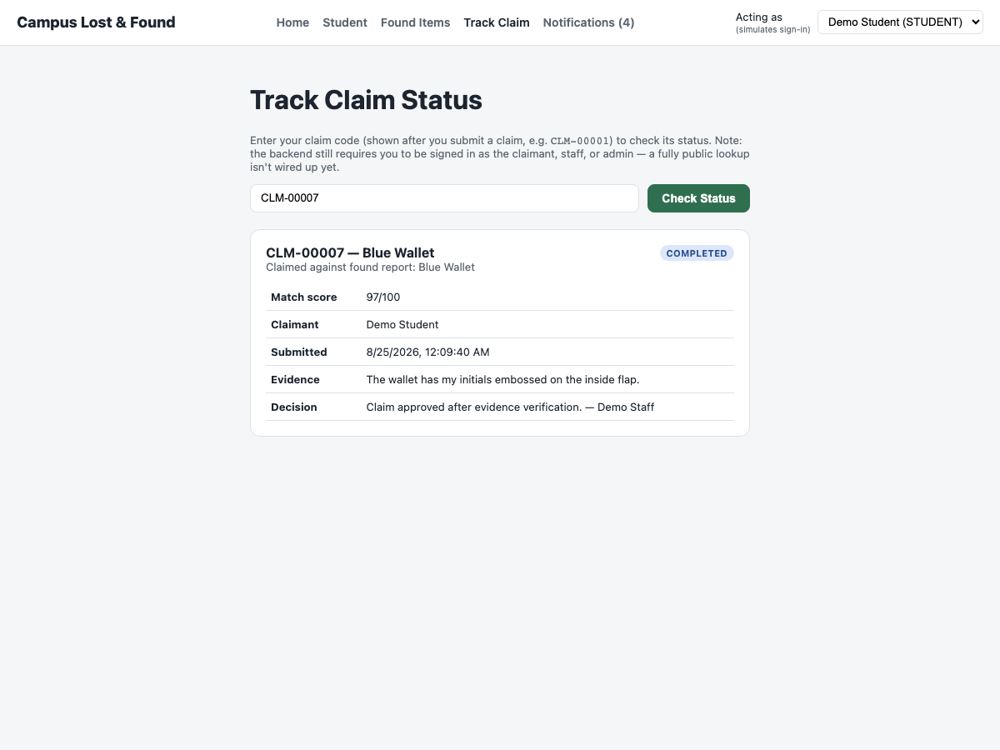 Campus Lost & Found
Home Student Found Items Track Claim Notifications (4)
Acting as
(simulates sign-in)
Demo Student (STUDENT)
Track Claim Status
Enter your claim code (shown after you submit a claim, e.g. CLM-00001) to check its status. Note:
the backend still requires you to be signed in as the claimant, staff, or admin — a fully public lookup
isn't wired up yet.
CLM-00007
Check Status
CLM-00007 — Blue Wallet
COMPLETED
Claimed against found report: Blue Wallet
Match score 97/100
Claimant Demo Student
Submitted 8/25/2026, 12:09:40 AM
Evidence The wallet has my initials embossed on the inside flap.
Decision Claim approved after evidence verification. — Demo Staff